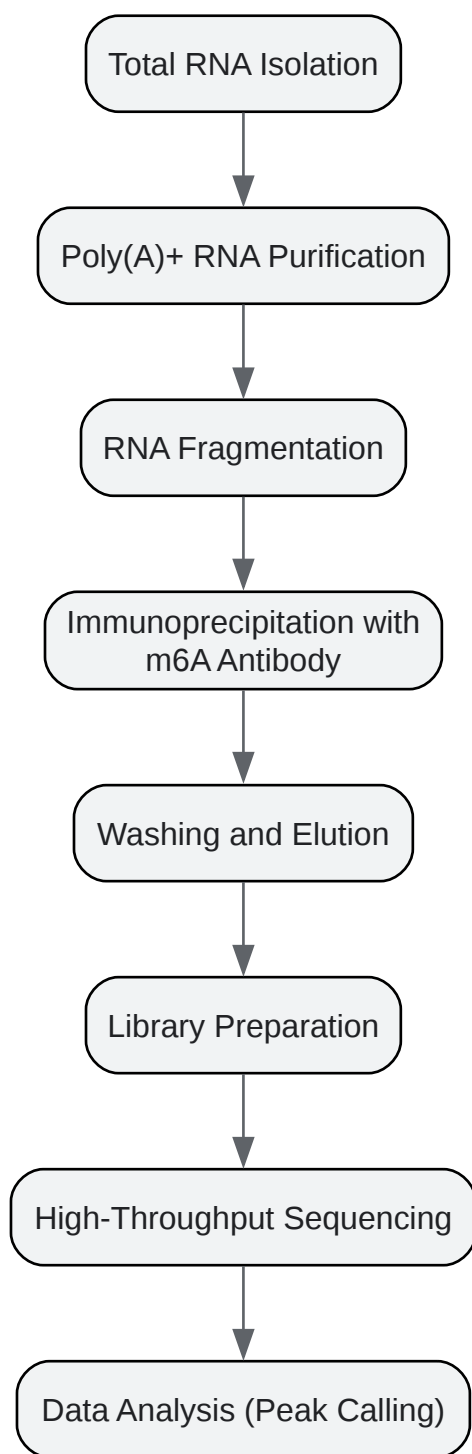 Total RNA Isolation
Poly(A)+ RNA Purification
RNA Fragmentation
Immunoprecipitation with
m6A Antibody
Washing and Elution
Library Preparation
High-Throughput Sequencing
Data Analysis (Peak Calling)